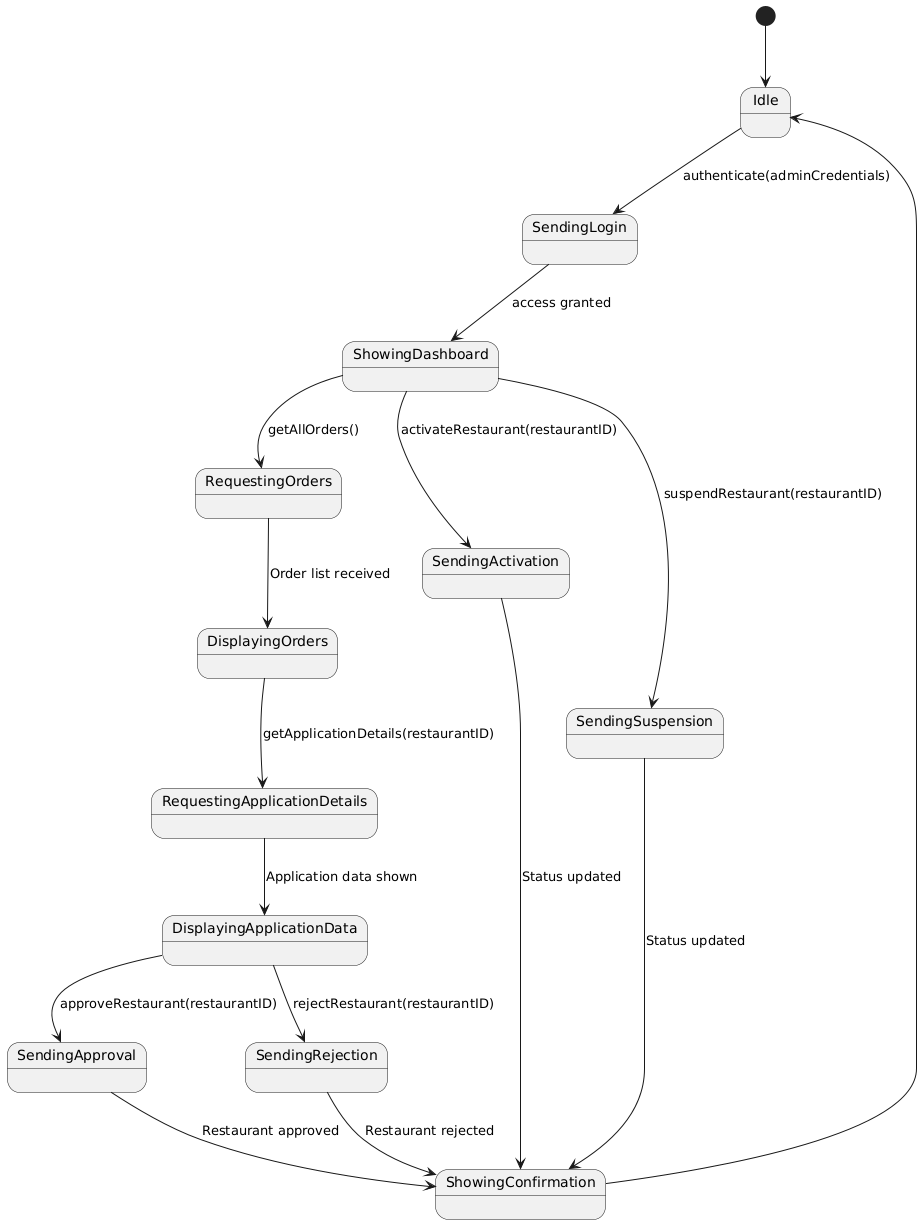 Idle
authenticate(adminCredentials)
SendingLogin
access granted
ShowingDashboard
getAllOrders()
activateRestaurant(restaurantID)
RequestingOrders
suspendRestaurant(restaurantID)
SendingActivation
Order list received
DisplayingOrders
SendingSuspension
getApplicationDetails(restaurantID)
RequestingApplicationDetails
Application data shown
Status updated
DisplayingApplicationData
Status updated
approveRestaurant(restaurantID)
rejectRestaurant(restaurantID)
SendingApproval
SendingRejection
Restaurant approved
Restaurant rejected
ShowingConfirmation